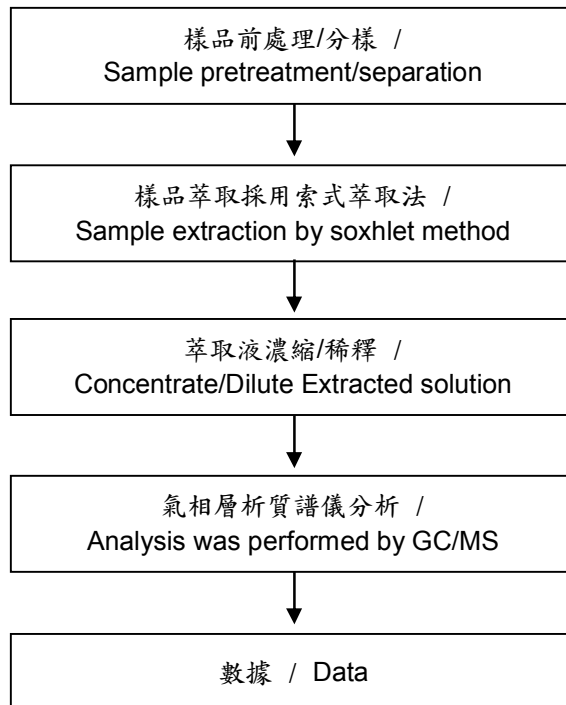 樣品前處理/分樣 /
Sample pretreatment/separation
樣品萃取採用索式萃取法 /
Sample extraction by soxhlet method
萃取液濃縮/稀釋 /
Concentrate/Dilute Extracted solution
氣相層析質譜儀分析 /
Analysis was performed by GC/MS
數據 / Data